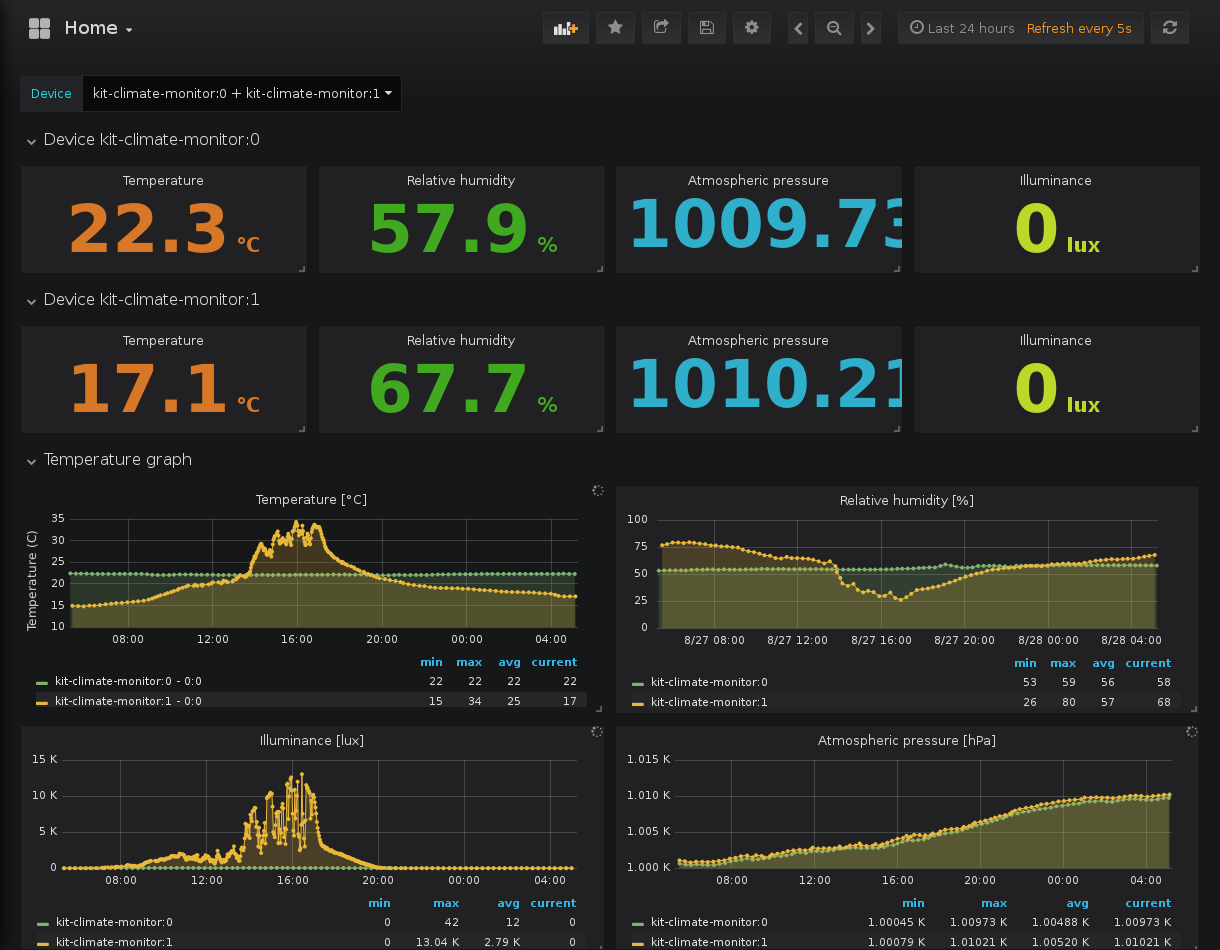 Home
Last 24 hours Refresh every 5s
Device kit-climate-monitor:0 + kit-climate-monitor:1
Device kit-climate-monitor:0
Temperature Relative humidity Atmospheric pressure Illuminance
22.3 °C 57.9 % 1009.73 0 lux
Device kit-climate-monitor:1
Temperature Relative humidity Atmospheric pressure Illuminance
17.1 °C 67.7 % 1010.21 0 lux
Temperature graph
Temperature [°C]
Temperature (C)
35
30
25
20
15
10
08:00 12:00 16:00 20:00 00:00 04:00
min max avg current
kit-climate-monitor:0 - 0:0 22 22 22 22
kit-climate-monitor:1 - 0:0 15 34 25 17
Relative humidity [%]
100
75
50
25
0
8/27 08:00 8/27 12:00 8/27 16:00 8/27 20:00 8/28 00:00 8/28 04:00
min max avg current
kit-climate-monitor:0 53 59 56 58
kit-climate-monitor:1 26 80 57 68
Illuminance [lux]
15 K
10 K
5 K
0
08:00 12:00 16:00 20:00 00:00 04:00
min max avg current
kit-climate-monitor:0 0 42 12 0
kit-climate-monitor:1 0 13.04 K 2.79 K 0
Atmospheric pressure [hPa]
1.015 K
1.010 K
1.005 K
1.000 K
08:00 12:00 16:00 20:00 00:00 04:00
min max avg current
kit-climate-monitor:0 1.00045 K 1.00973 K 1.00488 K 1.00973 K
kit-climate-monitor:1 1.00079 K 1.01021 K 1.00520 K 1.01021 K